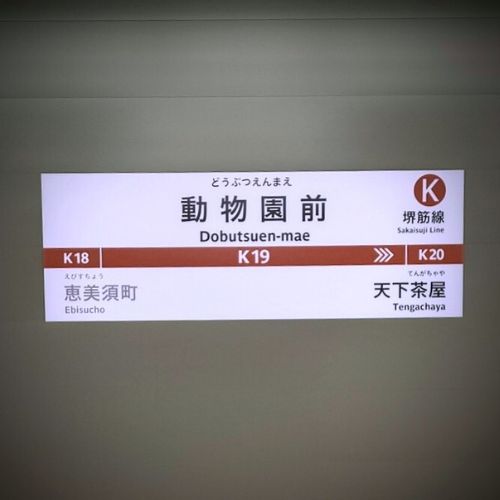 どうぶつえんまえ
動物園前
Dobutsuen-mae
K
堺筋線
Sakaisuji Line
K18
K19
K20
えびすちょう
恵美須町
Ebisucho
てんがちゃや
天下茶屋
Tengachaya